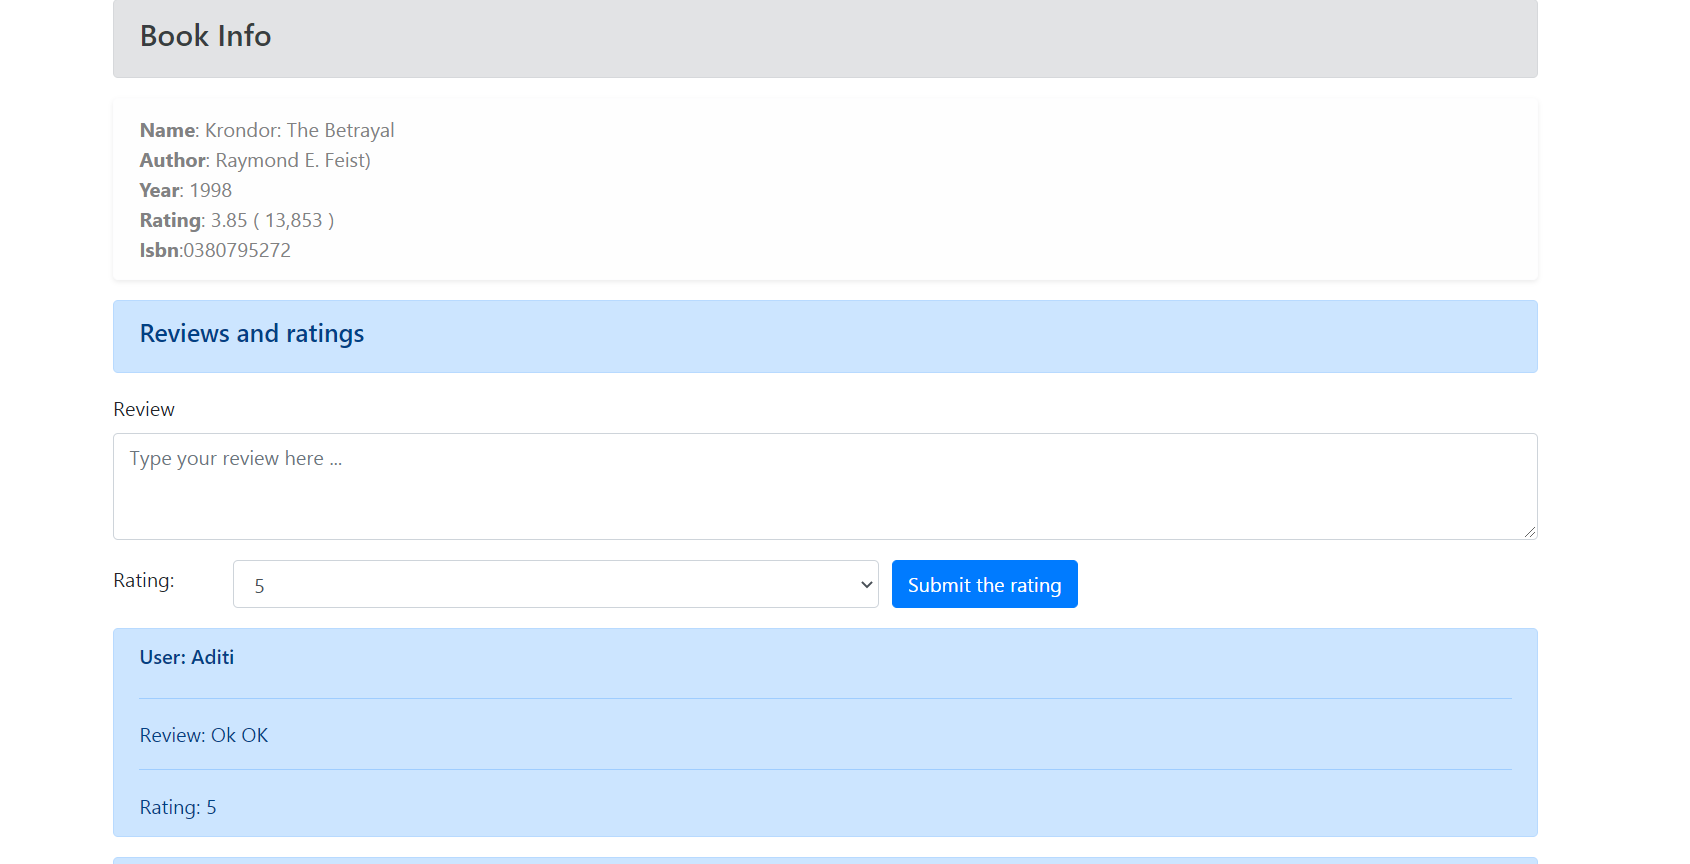 Book Info
Name: Krondor: The Betrayal
Author: Raymond E. Feist)
Year: 1998
Rating: 3.85 ( 13,853 )
Isbn:0380795272
Reviews and ratings
Review
Type your review here ...
Rating:
5
Submit the rating
User: Aditi
Review: Ok OK
Rating: 5